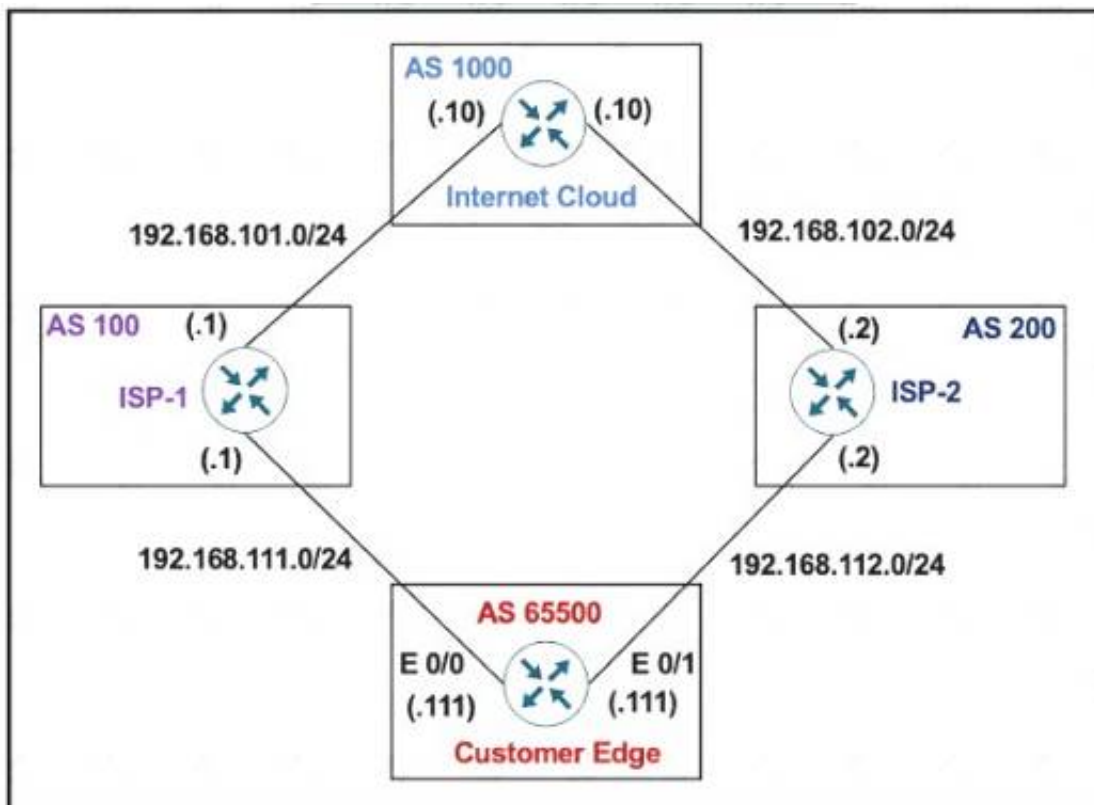 AS 1000
(.10)
(.10)
Internet Cloud
192.168.101.0/24
192.168.102.0/24
AS 100
(.1)
ISP-1
(.1)
(.2)
AS 200
ISP-2
(.2)
192.168.111.0/24
192.168.112.0/24
AS 65500
E 0/0
E 0/1
(.111)
(.111)
Customer Edge